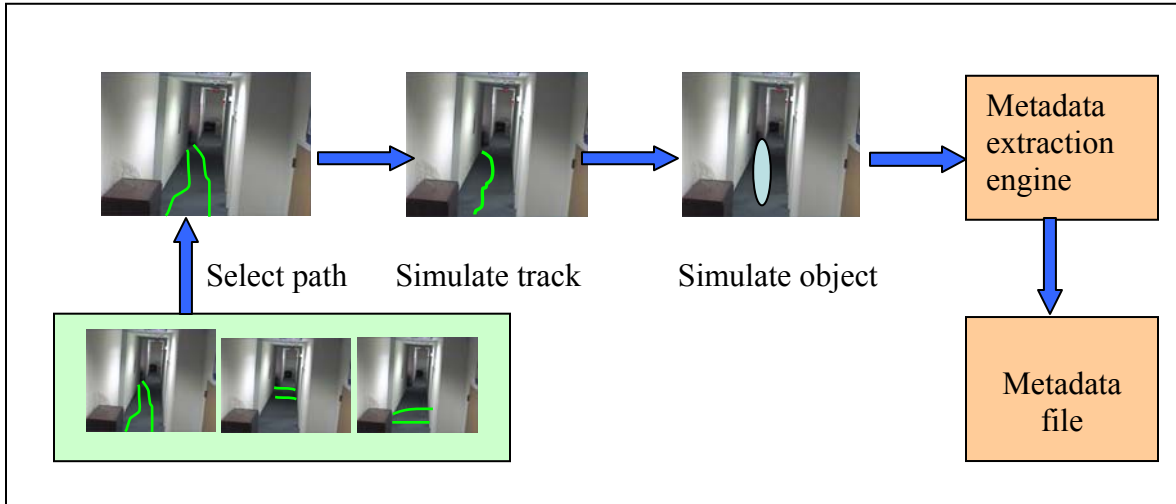 Metadata
extraction
engine
Select path
Simulate track
Simulate object
Metadata
file